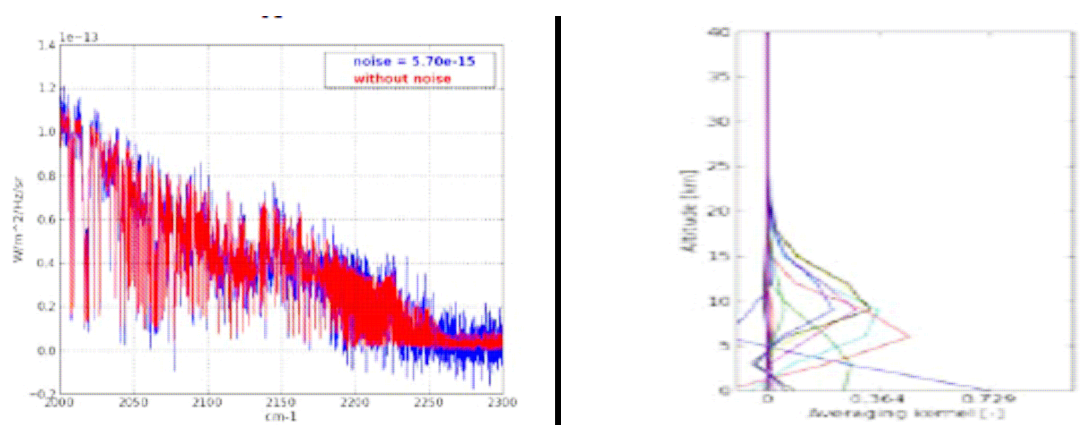 1e−13
noise = 5.70e-15
without noise
1.4
1.2
1.0
0.8
0.6
0.4
0.2
0.0
−0.2
W/m^2/Hz/sr
2000 2050 2100 2150 2200 2250 2300
cm-1
40
35
30
25
20
15
10
5
0
Altitude [km]
0 0.364 0.729
Averaging kernel [-]